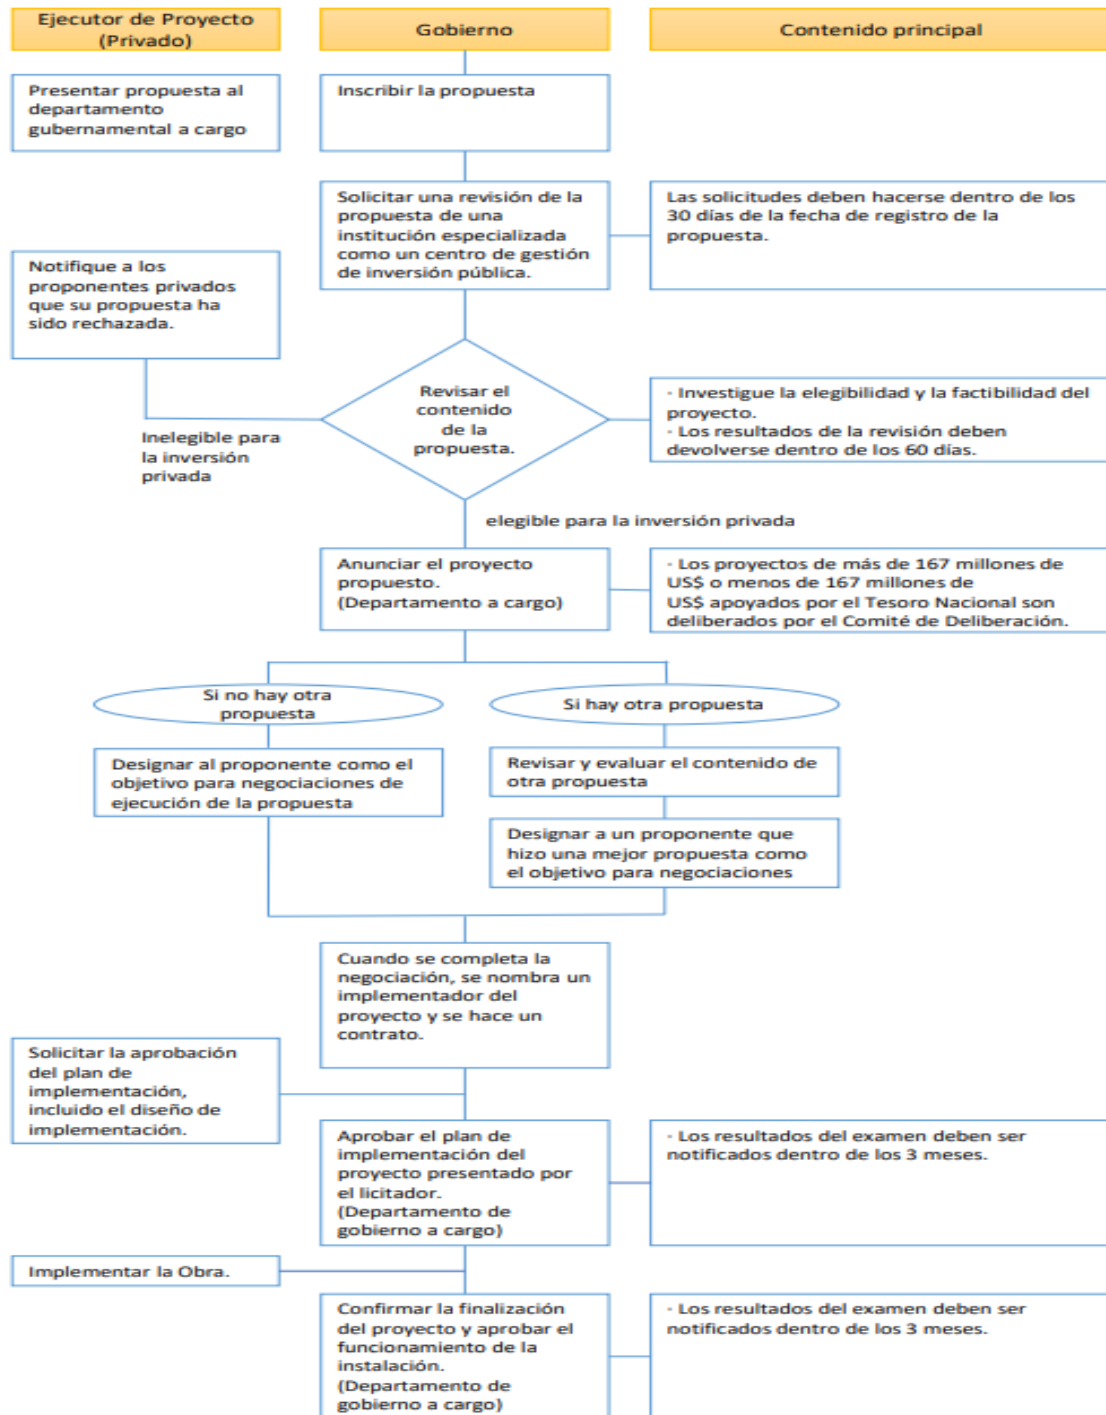 Ejecutor de Proyecto
(Privado)
Gobierno
Contenido principal
Presentar propuesta al
departamento
gubernamental a cargo
Inscribir la propuesta
Solicitar una revisión de la
propuesta de una
institución especializada
como un centro de gestión
de inversión pública.
Las solicitudes deben hacerse dentro de los
30 días de la fecha de registro de la
propuesta.
Notifique a los
proponentes privados
que su propuesta ha
sido rechazada.
Revisar el
contenido
de la
propuesta.
- Investigue la elegibilidad y la factibilidad del
proyecto.
- Los resultados de la revisión deben
devolverse dentro de los 60 días.
Inelegible para
la inversión
privada
elegible para la inversión privada
Anunciar el proyecto
propuesto.
(Departamento a cargo)
- Los proyectos de más de 167 millones de
US$ o menos de 167 millones de
US$ apoyados por el Tesoro Nacional son
deliberados por el Comité de Deliberación.
Si no hay otra
propuesta
Si hay otra propuesta
Designar al proponente como el
objetivo para negociaciones de
ejecución de la propuesta
Revisar y evaluar el contenido de
otra propuesta
Designar a un proponente que
hizo una mejor propuesta como
el objetivo para negociaciones
Cuando se completa la
negociación, se nombra un
implementador del
proyecto y se hace un
contrato.
Solicitar la aprobación
del plan de
implementación,
incluido el diseño de
implementación.
Aprobar el plan de
implementación del
proyecto presentado por
el licitador.
(Departamento de
gobierno a cargo)
- Los resultados del examen deben ser
notificados dentro de los 3 meses.
Implementar la Obra.
Confirmar la finalización
del proyecto y aprobar el
funcionamiento de la
instalación.
(Departamento de
gobierno a cargo)
- Los resultados del examen deben ser
notificados dentro de los 3 meses.